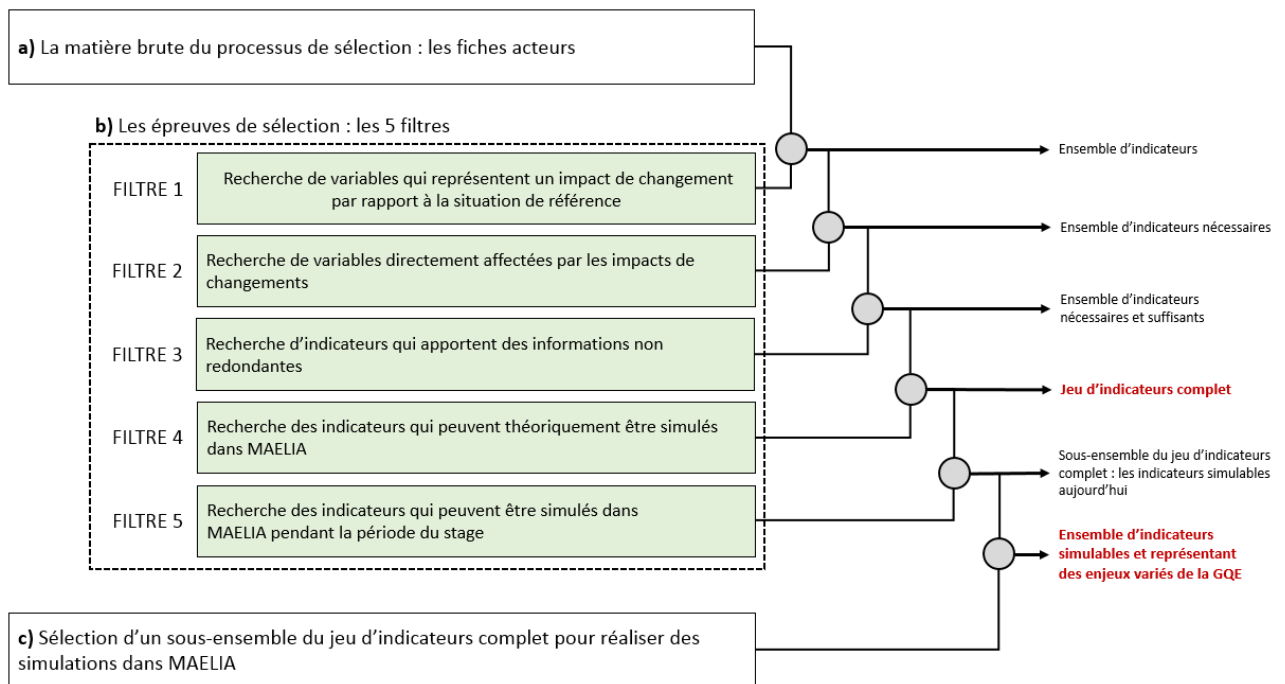 a) La matière brute du processus de sélection : les fiches acteurs
b) Les épreuves de sélection : les 5 filtres
FILTRE 1
Recherche de variables qui représentent un impact de changement
par rapport à la situation de référence
FILTRE 2
Recherche de variables directement affectées par les impacts de
changements
FILTRE 3
Recherche d'indicateurs qui apportent des informations non
redondantes
FILTRE 4
Recherche des indicateurs qui peuvent théoriquement être simulés
dans MAELIA
FILTRE 5
Recherche des indicateurs qui peuvent être simulés dans
MAELIA pendant la période du stage
Ensemble d'indicateurs
Ensemble d'indicateurs nécessaires
Ensemble d'indicateurs
nécessaires et suffisants
Jeu d'indicateurs complet
Sous-ensemble du jeu d'indicateurs
complet : les indicateurs simulables
aujourd'hui
Ensemble d'indicateurs
simulables et représentant
des enjeux variés de la GQE
c) Sélection d'un sous-ensemble du jeu d'indicateurs complet pour réaliser des
simulations dans MAELIA